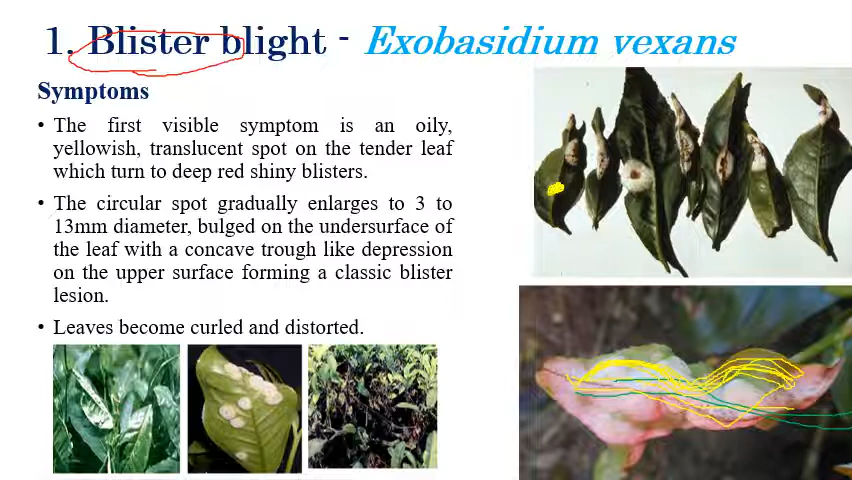 1. Blister blight - Exobasidium vexans
Symptoms
• The first visible symptom is an oily,
yellowish, translucent spot on the tender leaf
which turn to deep red shiny blisters.
• The circular spot gradually enlarges to 3 to
13mm diameter, bulged on the undersurface of
the leaf with a concave trough like depression
on the upper surface forming a classic blister
lesion.
• Leaves become curled and distorted.